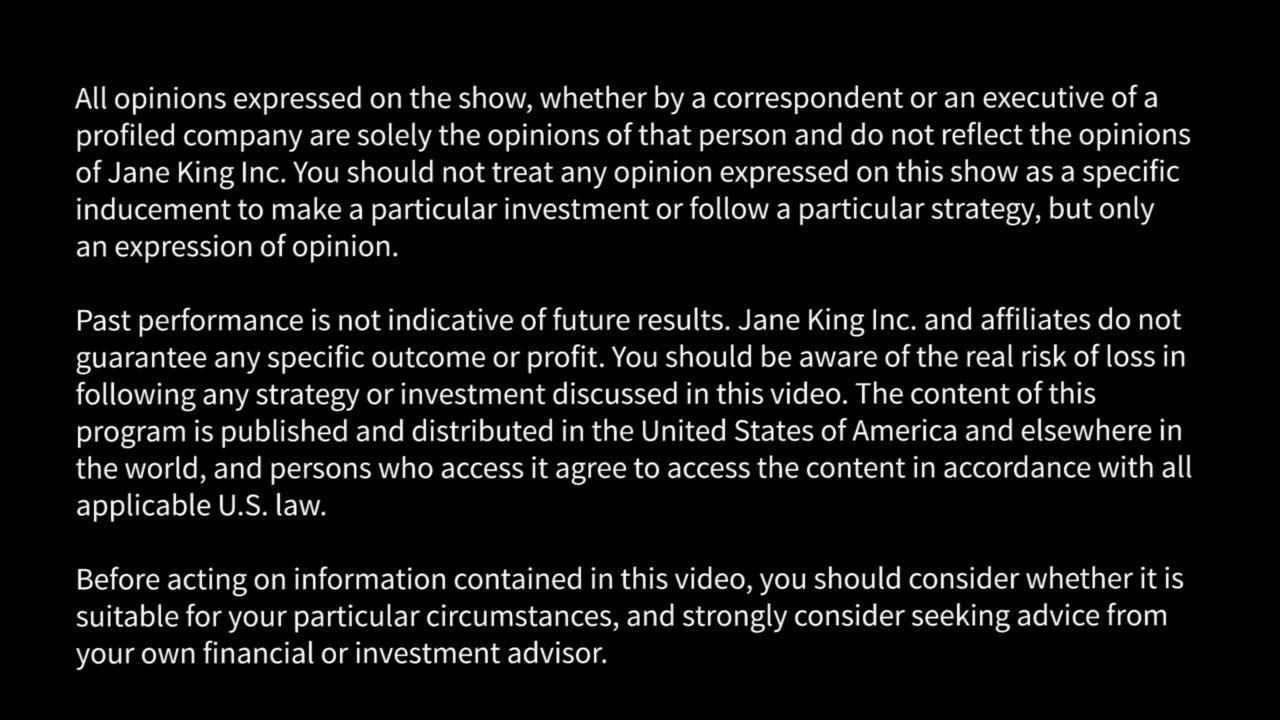 All opinions expressed on the show, whether by a correspondent or an executive of a
profiled company are solely the opinions of that person and do not reflect the opinions
of Jane King Inc. You should not treat any opinion expressed on this show as a specific
inducement to make a particular investment or follow a particular strategy, but only
an expression of opinion.
Past performance is not indicative of future results. Jane King Inc. and affiliates do not
guarantee any specific outcome or profit. You should be aware of the real risk of loss in
following any strategy or investment discussed in this video. The content of this
program is published and distributed in the United States of America and elsewhere in
the world, and persons who access it agree to access the content in accordance with all
applicable U.S. law.
Before acting on information contained in this video, you should consider whether it is
suitable for your particular circumstances, and strongly consider seeking advice from
your own financial or investment advisor.